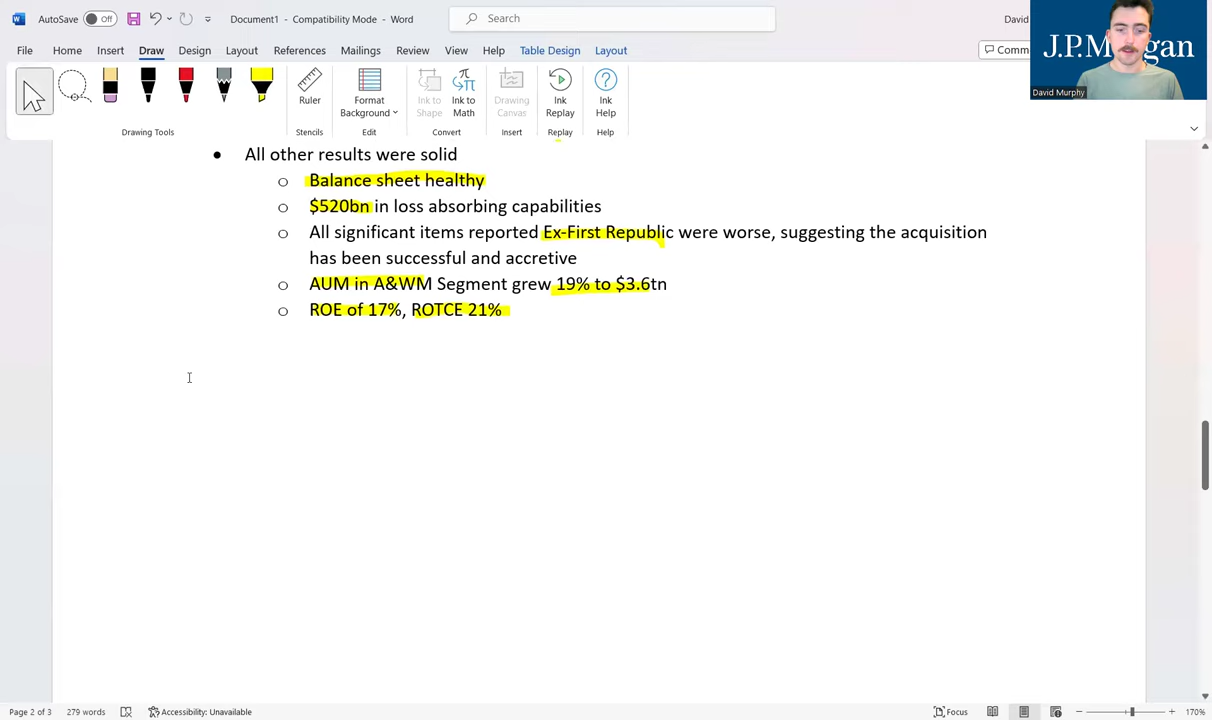 AutoSave Off Document1 - Compatibility Mode - Word Search David
File Home Insert Draw Design Layout References Mailings Review View Help Table Design Layout Comm
J.P.Morgan
David Murphy
Ruler Format Background Ink to Shape Ink to Math Drawing Canvas Ink Replay Ink Help
Drawing Tools Stencils Edit Convert Insert Replay Help
• All other results were solid
o Balance sheet healthy
o $520bn in loss absorbing capabilities
o All significant items reported Ex-First Republic were worse, suggesting the acquisition
has been successful and accretive
o AUM in A&WM Segment grew 19% to $3.6tn
o ROE of 17%, ROTCE 21%
Page 2 of 3 279 words Accessibility: Unavailable Focus 170%